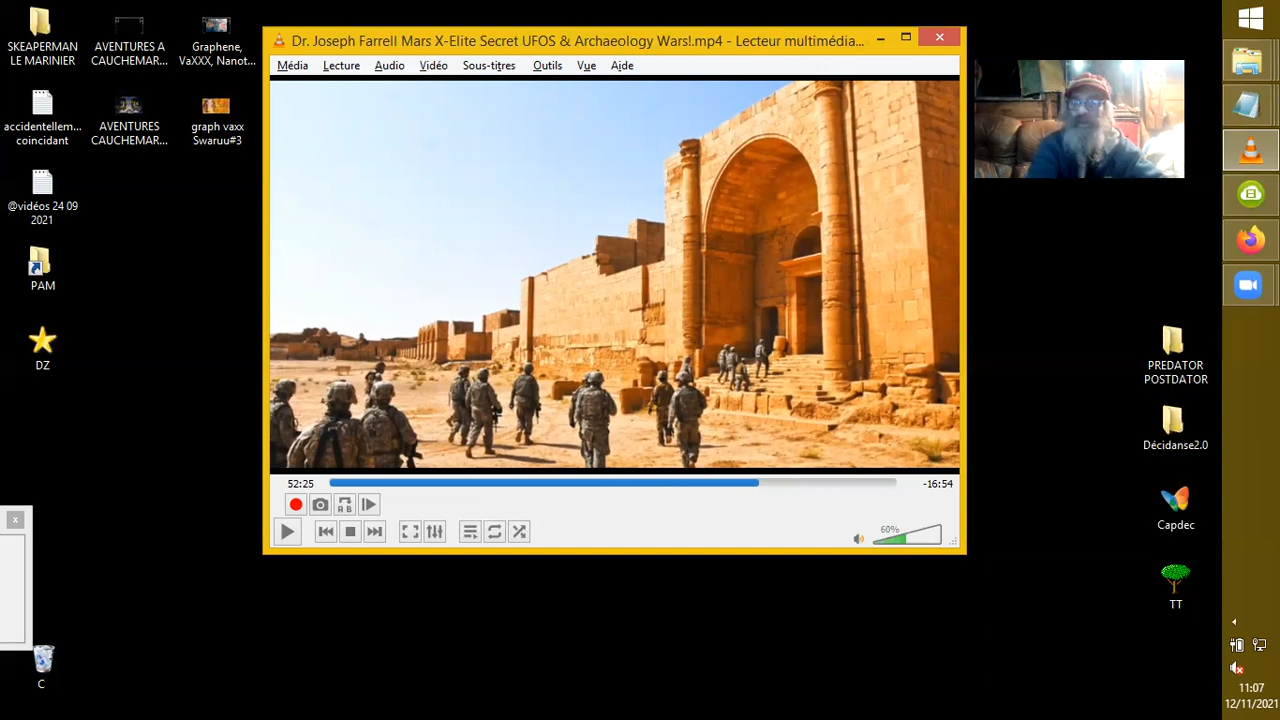 SKEAPERMAN
LE MARINIER
AVENTURES A
CAUCHEMAR...
Graphene,
VaXXX, Nanot...
accidentellem...
coincidant
AVENTURES
CAUCHEMAR...
graph vaxx
Swaruu#3
@vidéos 24 09
2021
PAM
DZ
C
Dr. Joseph Farrell Mars X-Elite Secret UFOS & Archaeology Wars!.mp4 - Lecteur multimédia...
Média Lecture Audio Vidéo Sous-titres Outils Vue Aide
52:25
-16:54
A B
60%
x
PREDATOR
POSTDATOR
Décidanse2.0
Capdec
TT
11:07
12/11/2021